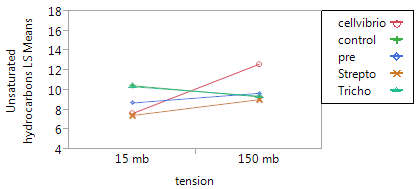 18
16
14
12
10
8
6
4
Unsaturated
hydrocarbons LS Means
15 mb
150 mb
tension
cellvibrio
control
pre
Strepto
Tricho